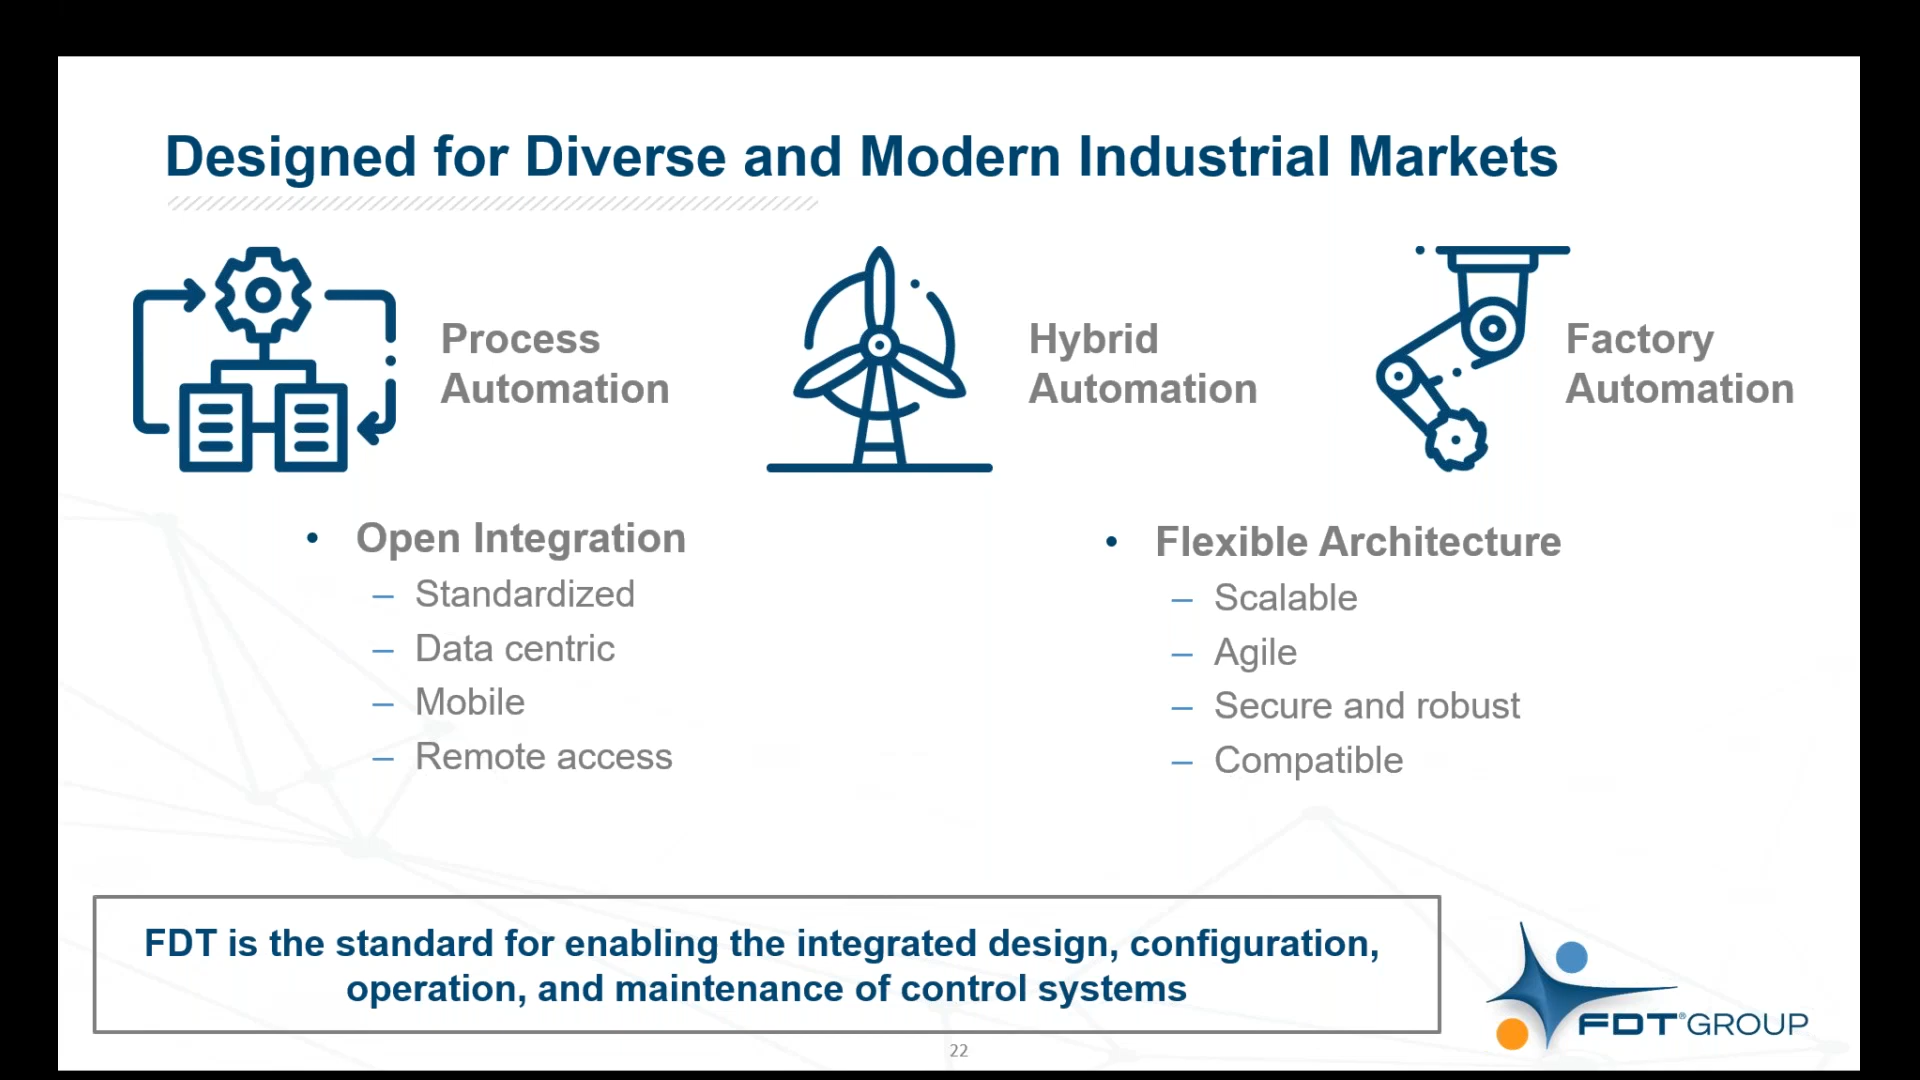 Designed for Diverse and Modern Industrial Markets
Process
Automation
Hybrid
Automation
Factory
Automation
• Open Integration
– Standardized
– Data centric
– Mobile
– Remote access
• Flexible Architecture
– Scalable
– Agile
– Secure and robust
– Compatible
FDT is the standard for enabling the integrated design, configuration,
operation, and maintenance of control systems
FDT®GROUP
22